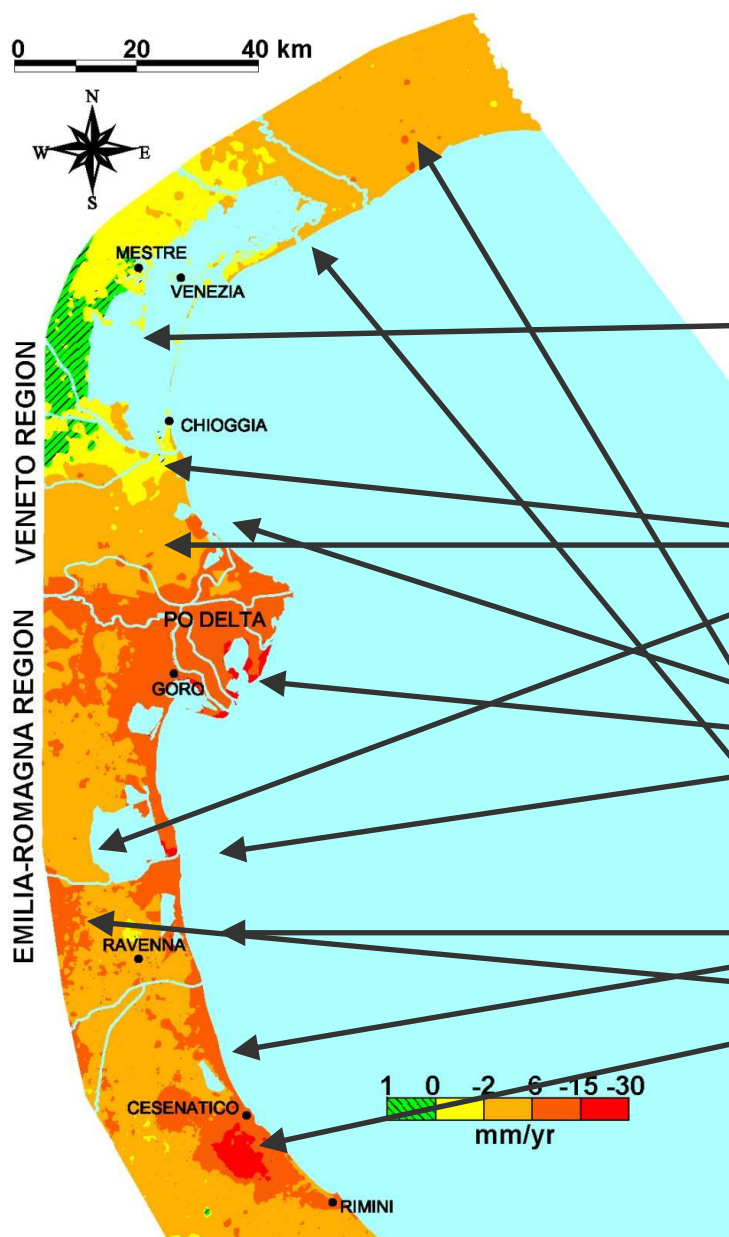 0 20 40 km
N
W E
S
MESTRE
VENEZIA
CHIOGGIA
VENETO REGION
PO DELTA
GORO
EMILIA-ROMAGNA REGION
RAVENNA
CESENATICO
1 0 -2 6 -15 -30
mm/yr
RIMINI